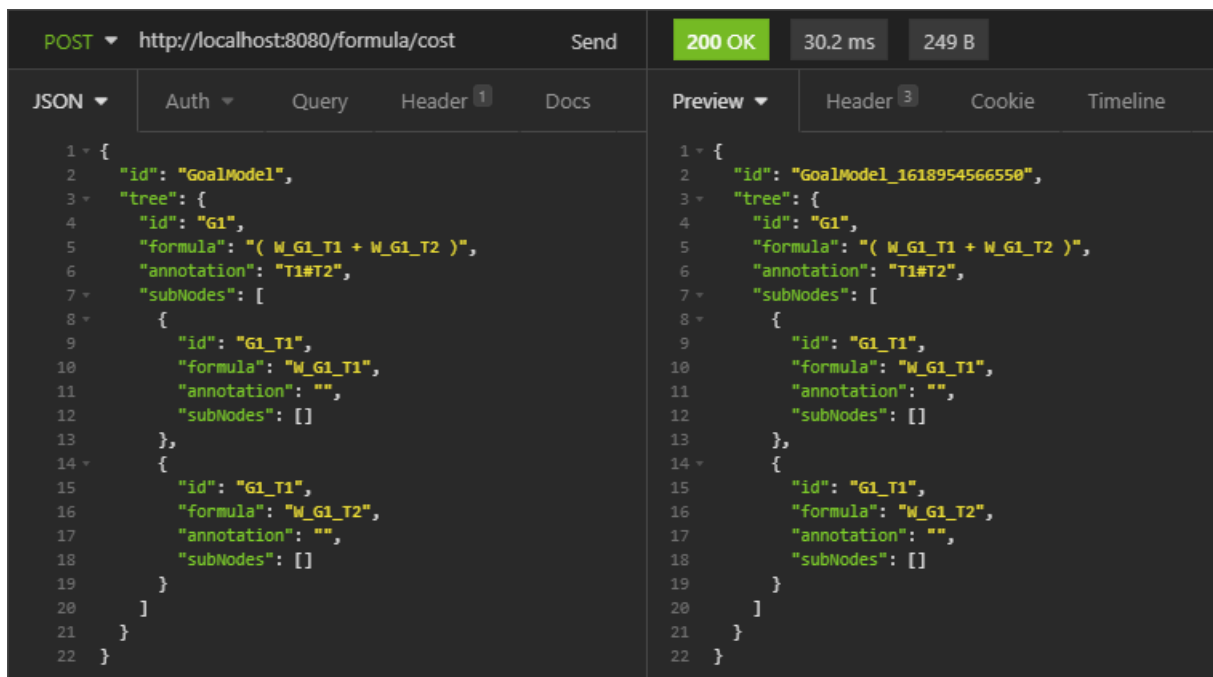 POST http://localhost:8080/formula/cost Send
JSON Auth Query Header 1 Docs
1 {
2 "id": "GoalModel",
3 "tree": {
4 "id": "G1",
5 "formula": "( W_G1_T1 + W_G1_T2 )",
6 "annotation": "T1#T2",
7 "subNodes": [
8 {
9 "id": "G1_T1",
10 "formula": "W_G1_T1",
11 "annotation": "",
12 "subNodes": []
13 },
14 {
15 "id": "G1_T1",
16 "formula": "W_G1_T2",
17 "annotation": "",
18 "subNodes": []
19 }
20 ]
21 }
22 }
200 OK 30.2 ms 249 B
Preview Header 3 Cookie Timeline
1 {
2 "id": "GoalModel_1618954566550",
3 "tree": {
4 "id": "G1",
5 "formula": "( W_G1_T1 + W_G1_T2 )",
6 "annotation": "T1#T2",
7 "subNodes": [
8 {
9 "id": "G1_T1",
10 "formula": "W_G1_T1",
11 "annotation": "",
12 "subNodes": []
13 },
14 {
15 "id": "G1_T1",
16 "formula": "W_G1_T2",
17 "annotation": "",
18 "subNodes": []
19 }
20 ]
21 }
22 }